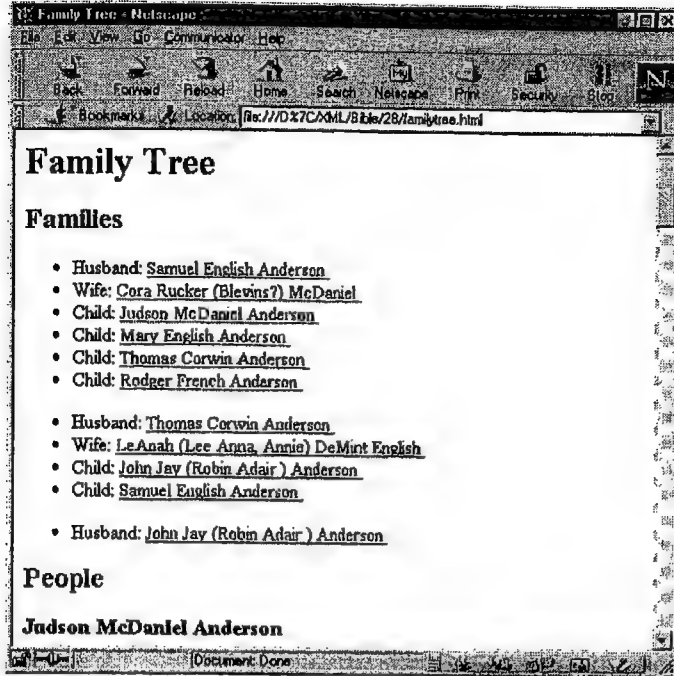 Family Tree - Netscape
File Edit View Go Communicator Help
Back Forward Reload Home Search Netscape Print Security Stop
My
N
Bookmarks Location: file:///D%7C/XML/Bible/28/familytree.html
Family Tree
Families
• Husband: Samuel English Anderson
• Wife: Cora Rucker (Blevins?) McDaniel
• Child: Judson McDaniel Anderson
• Child: Mary English Anderson
• Child: Thomas Corwin Anderson
• Child: Rodger French Anderson
• Husband: Thomas Corwin Anderson
• Wife: LeAnah (Lee Anna, Annie) DeMint English
• Child: John Jay (Robin Adair ) Anderson
• Child: Samuel English Anderson
• Husband: John Jay (Robin Adair ) Anderson
People
Judson McDaniel Anderson
Document: Done